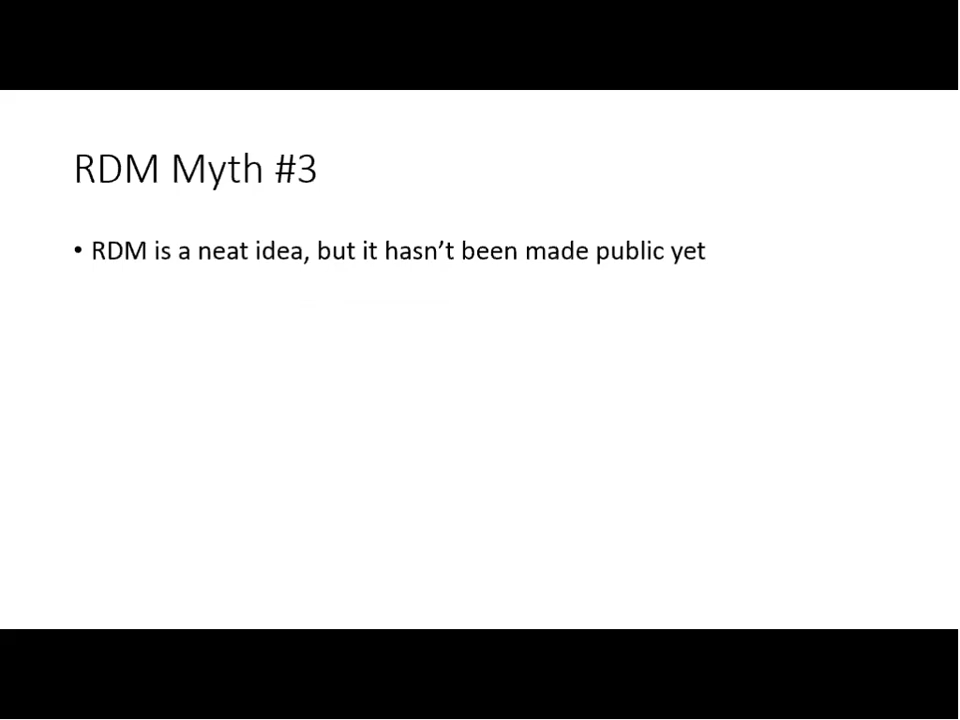 RDM Myth #3
• RDM is a neat idea, but it hasn’t been made public yet